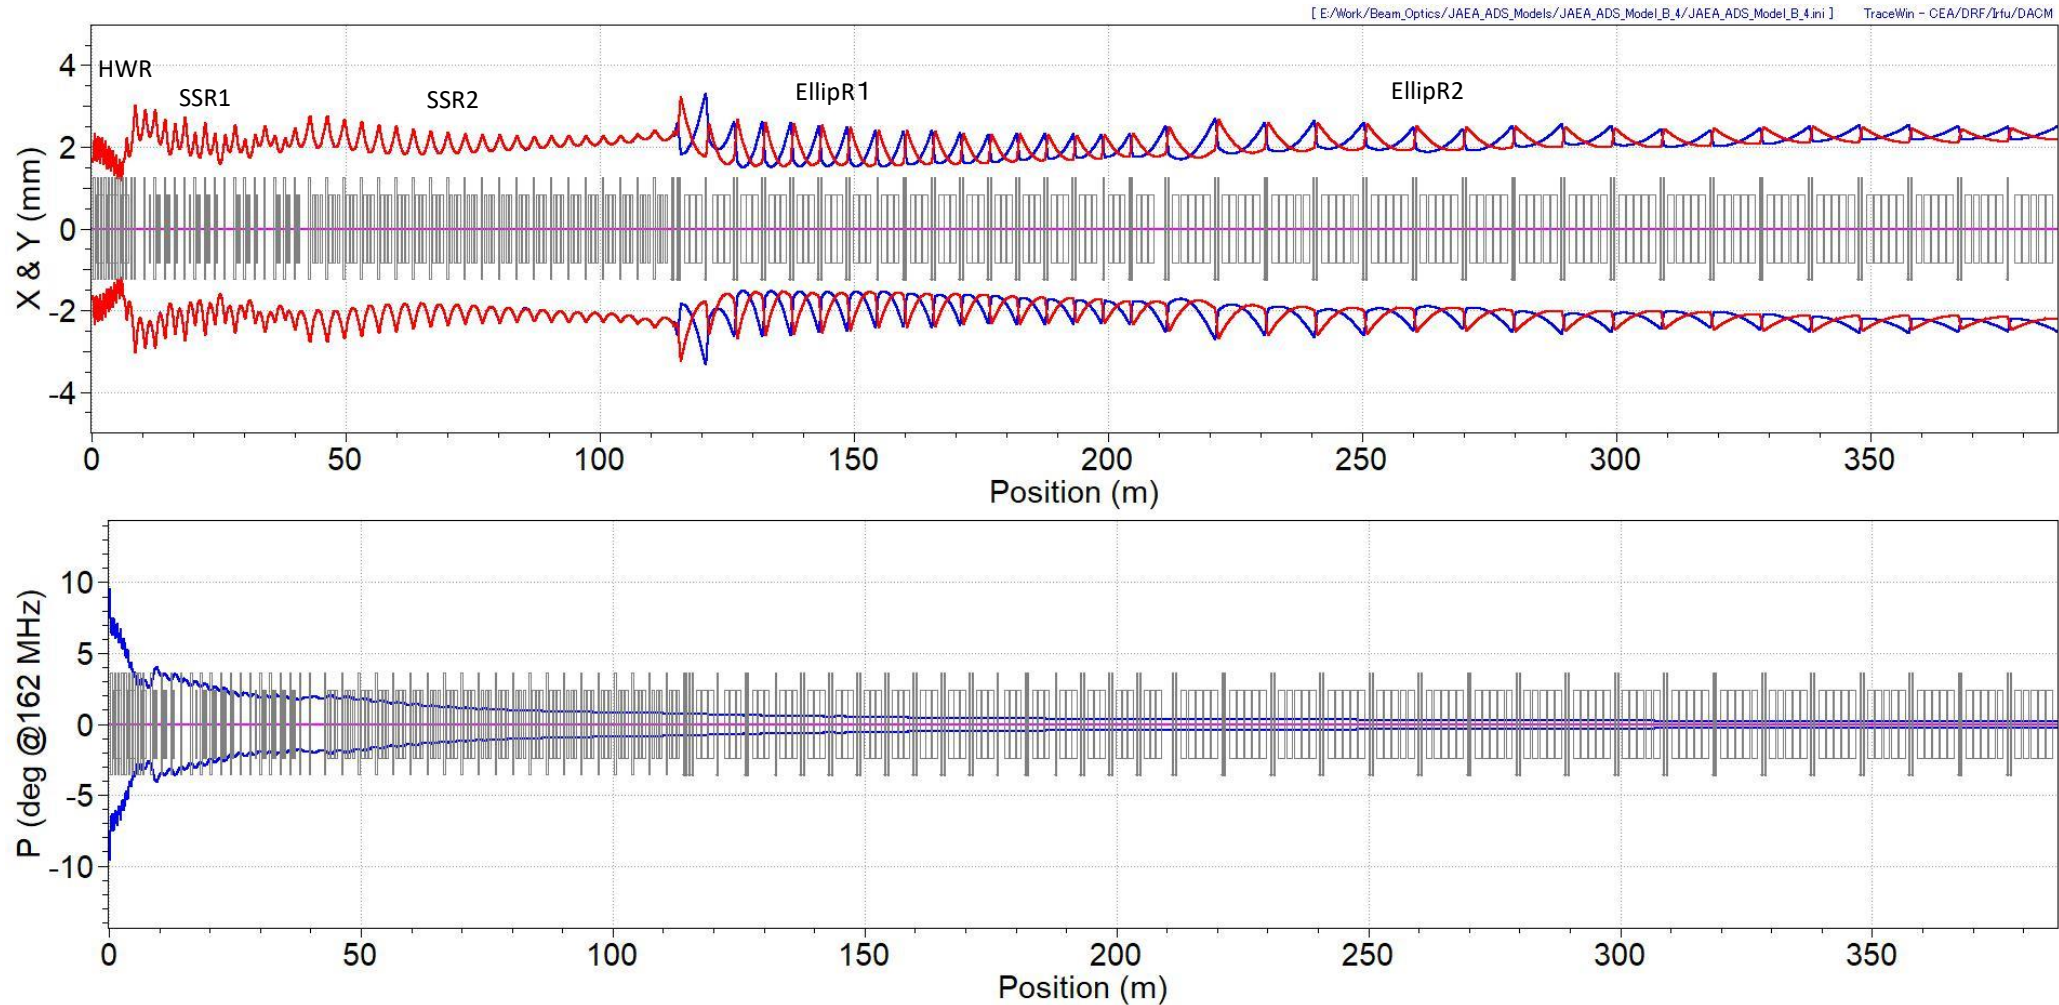 [ E:/Work/Beam_Optics/JAEA_ADS_Models/JAEA_ADS_Model_B_4/JAEA_ADS_Model_B_4.ini ] TraceWin - CEA/DRF/Irfu/DACM
HWR
SSR1
SSR2
EllipR1
EllipR2
X & Y (mm)
4
2
0
-2
-4
0 50 100 150 200 250 300 350
Position (m)
P (deg @162 MHz)
10
5
0
-5
-10
0 50 100 150 200 250 300 350
Position (m)